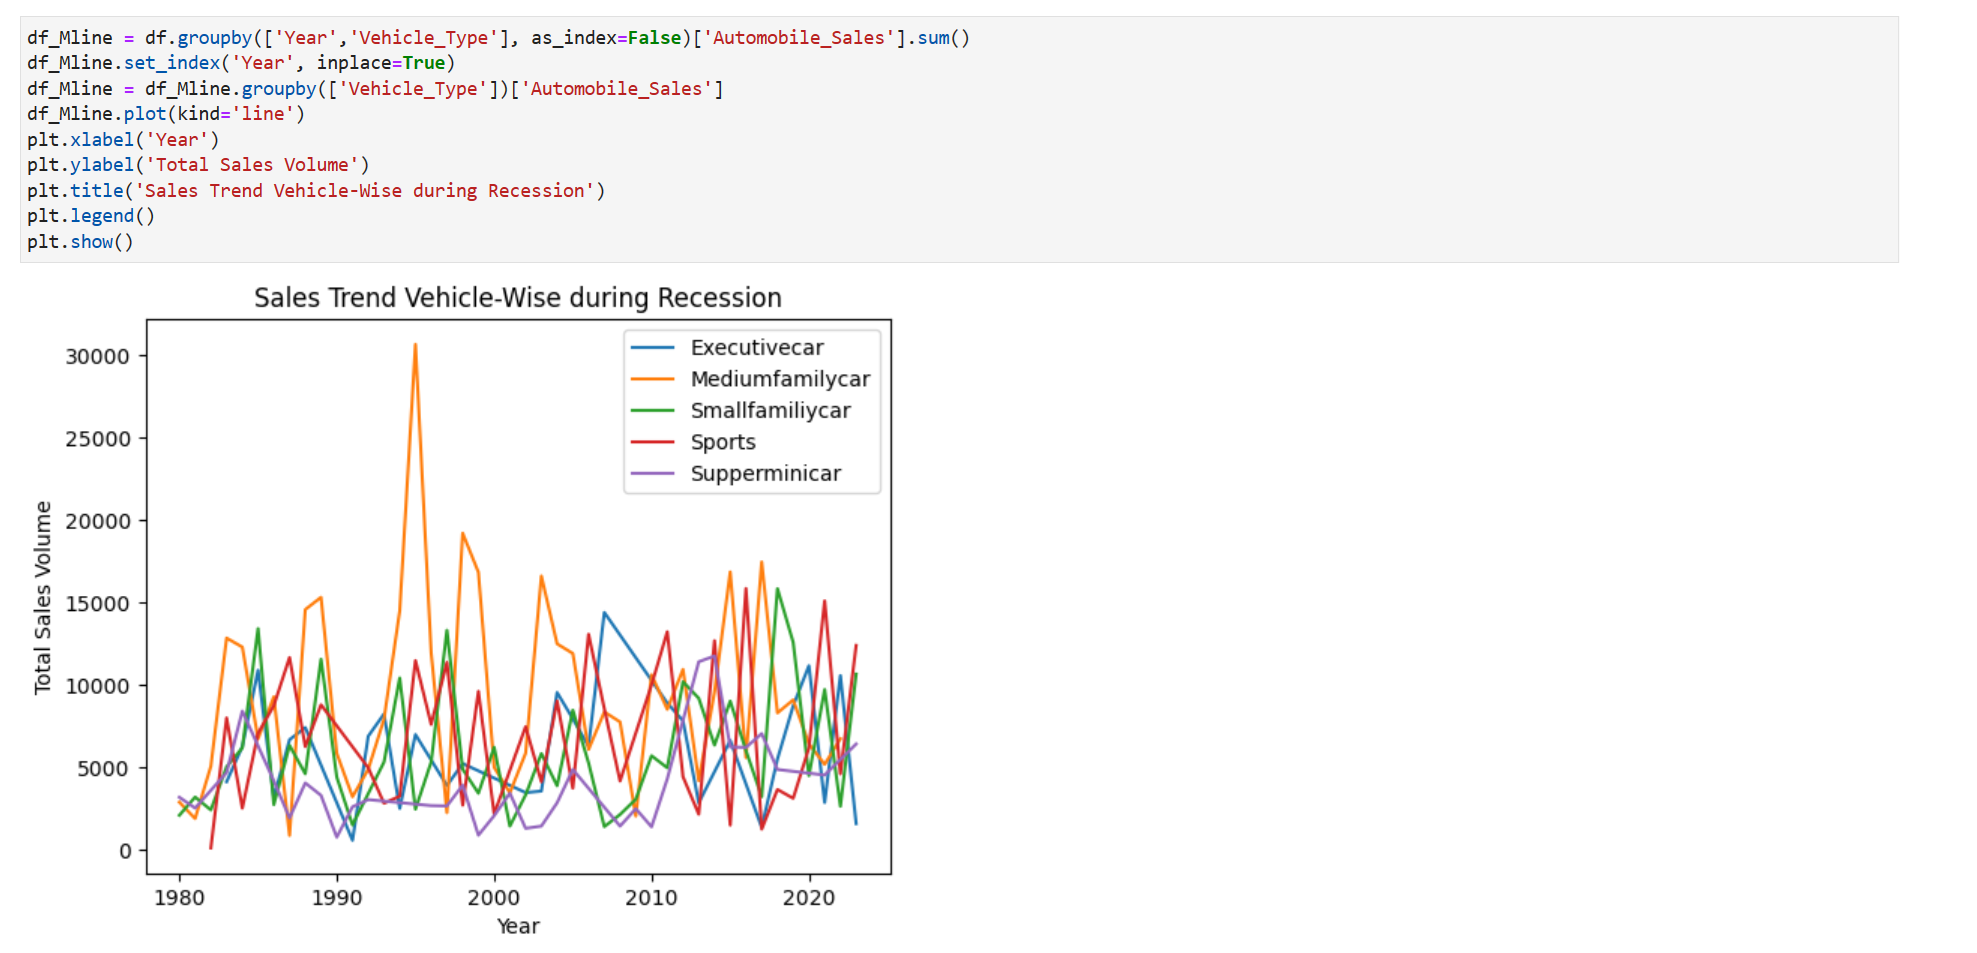 df_Mline = df.groupby(['Year','Vehicle_Type'], as_index=False)['Automobile_Sales'].sum()
df_Mline.set_index('Year', inplace=True)
df_Mline = df_Mline.groupby(['Vehicle_Type'])['Automobile_Sales']
df_Mline.plot(kind='line')
plt.xlabel('Year')
plt.ylabel('Total Sales Volume')
plt.title('Sales Trend Vehicle-Wise during Recession')
plt.legend()
plt.show()
Sales Trend Vehicle-Wise during Recession
Executivecar
Mediumfamilycar
Smallfamiliycar
Sports
Supperminicar
Total Sales Volume
30000
25000
20000
15000
10000
5000
0
1980 1990 2000 2010 2020
Year